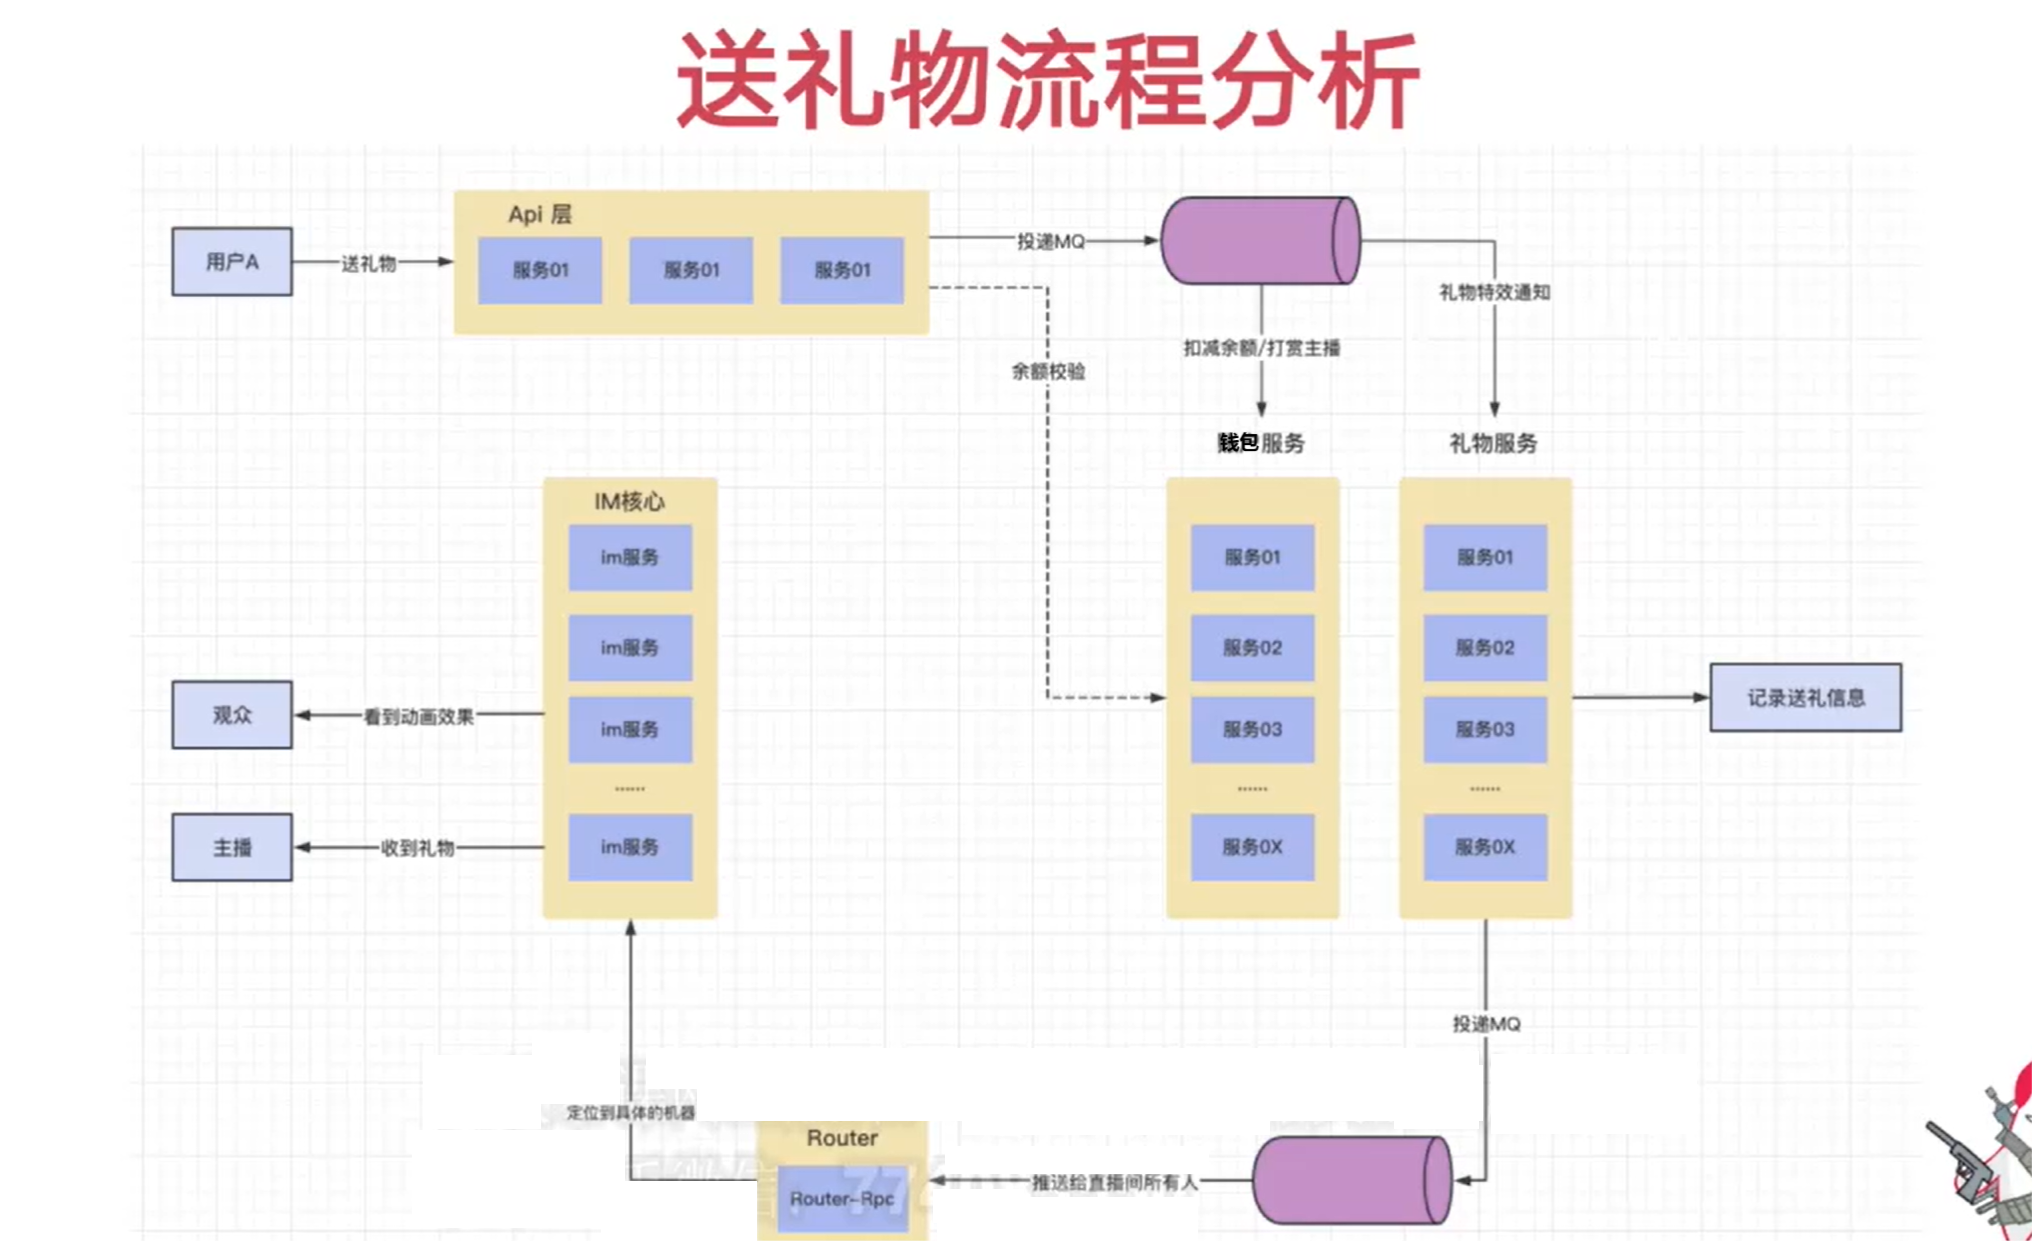 送礼物流程分析
Api 层
用户A
送礼物
服务01
服务01
服务01
投递MQ
礼物特效通知
扣减余额/打赏主播
余额校验
钱包服务
礼物服务
IM核心
im服务
im服务
im服务
······
im服务
服务01
服务02
服务03
······
服务0X
服务01
服务02
服务03
······
服务0X
记录送礼信息
观众
看到动画效果
主播
收到礼物
投递MQ
定位到具体的机器
Router
Router-Rpc
推送给直播间所有人